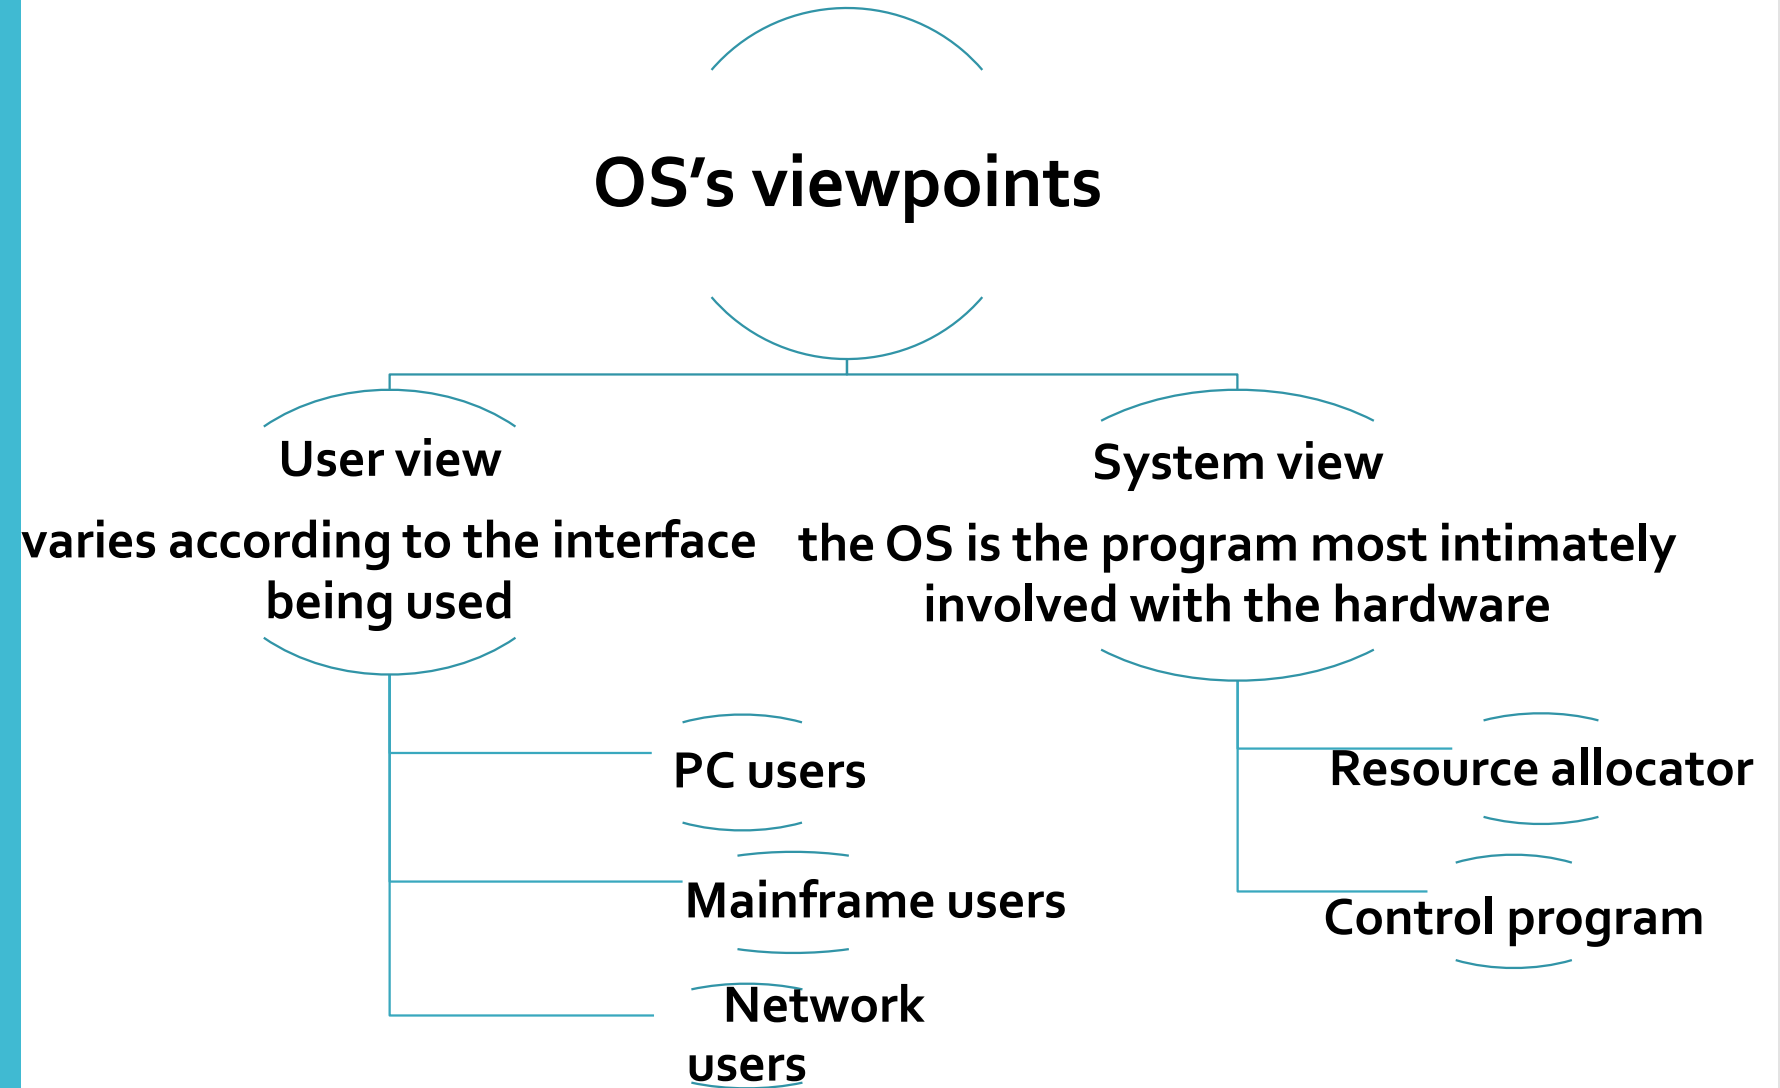 OS’s viewpoints
User view
varies according to the interface
being used
PC users
Mainframe users
Network
users
System view
the OS is the program most intimately
involved with the hardware
Resource allocator
Control program